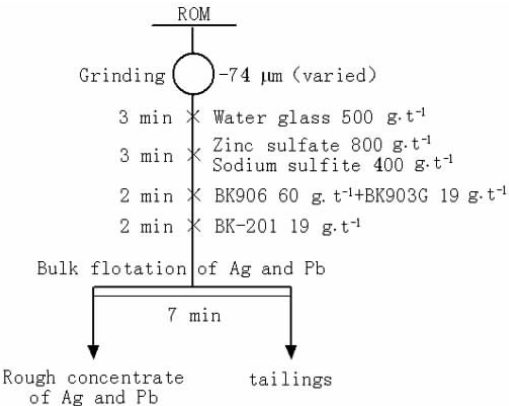 ROM
Grinding -74 μm (varied)
3 min Water glass 500 g.t⁻¹
3 min Zinc sulfate 800 g.t⁻¹
Sodium sulfite 400 g.t⁻¹
2 min BK906 60 g.t⁻¹+BK903G 19 g.t⁻¹
2 min BK-201 19 g.t⁻¹
Bulk flotation of Ag and Pb
7 min
Rough concentrate
of Ag and Pb
tailings